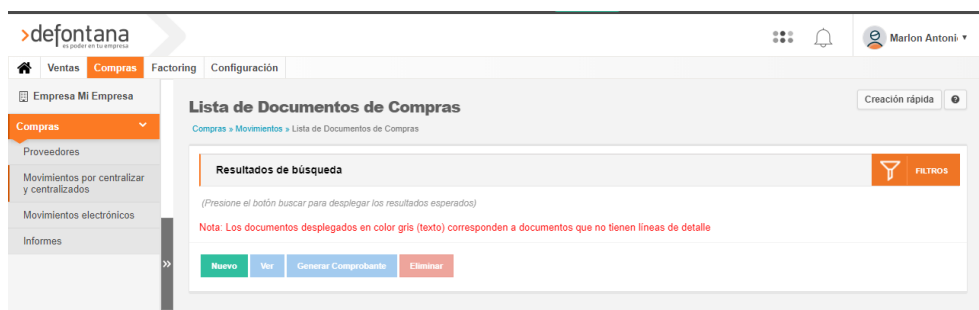 >defontana
es poder en tu empresa
Marlon Antoni
Ventas Compras Factoring Configuración
Empresa Mi Empresa
Compras
Proveedores
Movimientos por centralizar
y centralizados
Movimientos electrónicos
Informes
Lista de Documentos de Compras
Creación rápida ?
Compras » Movimientos » Lista de Documentos de Compras
Resultados de búsqueda
FILTROS
(Presione el botón buscar para desplegar los resultados esperados)
Nota: Los documentos desplegados en color gris (texto) corresponden a documentos que no tienen líneas de detalle
Nuevo Ver Generar Comprobante Eliminar
»